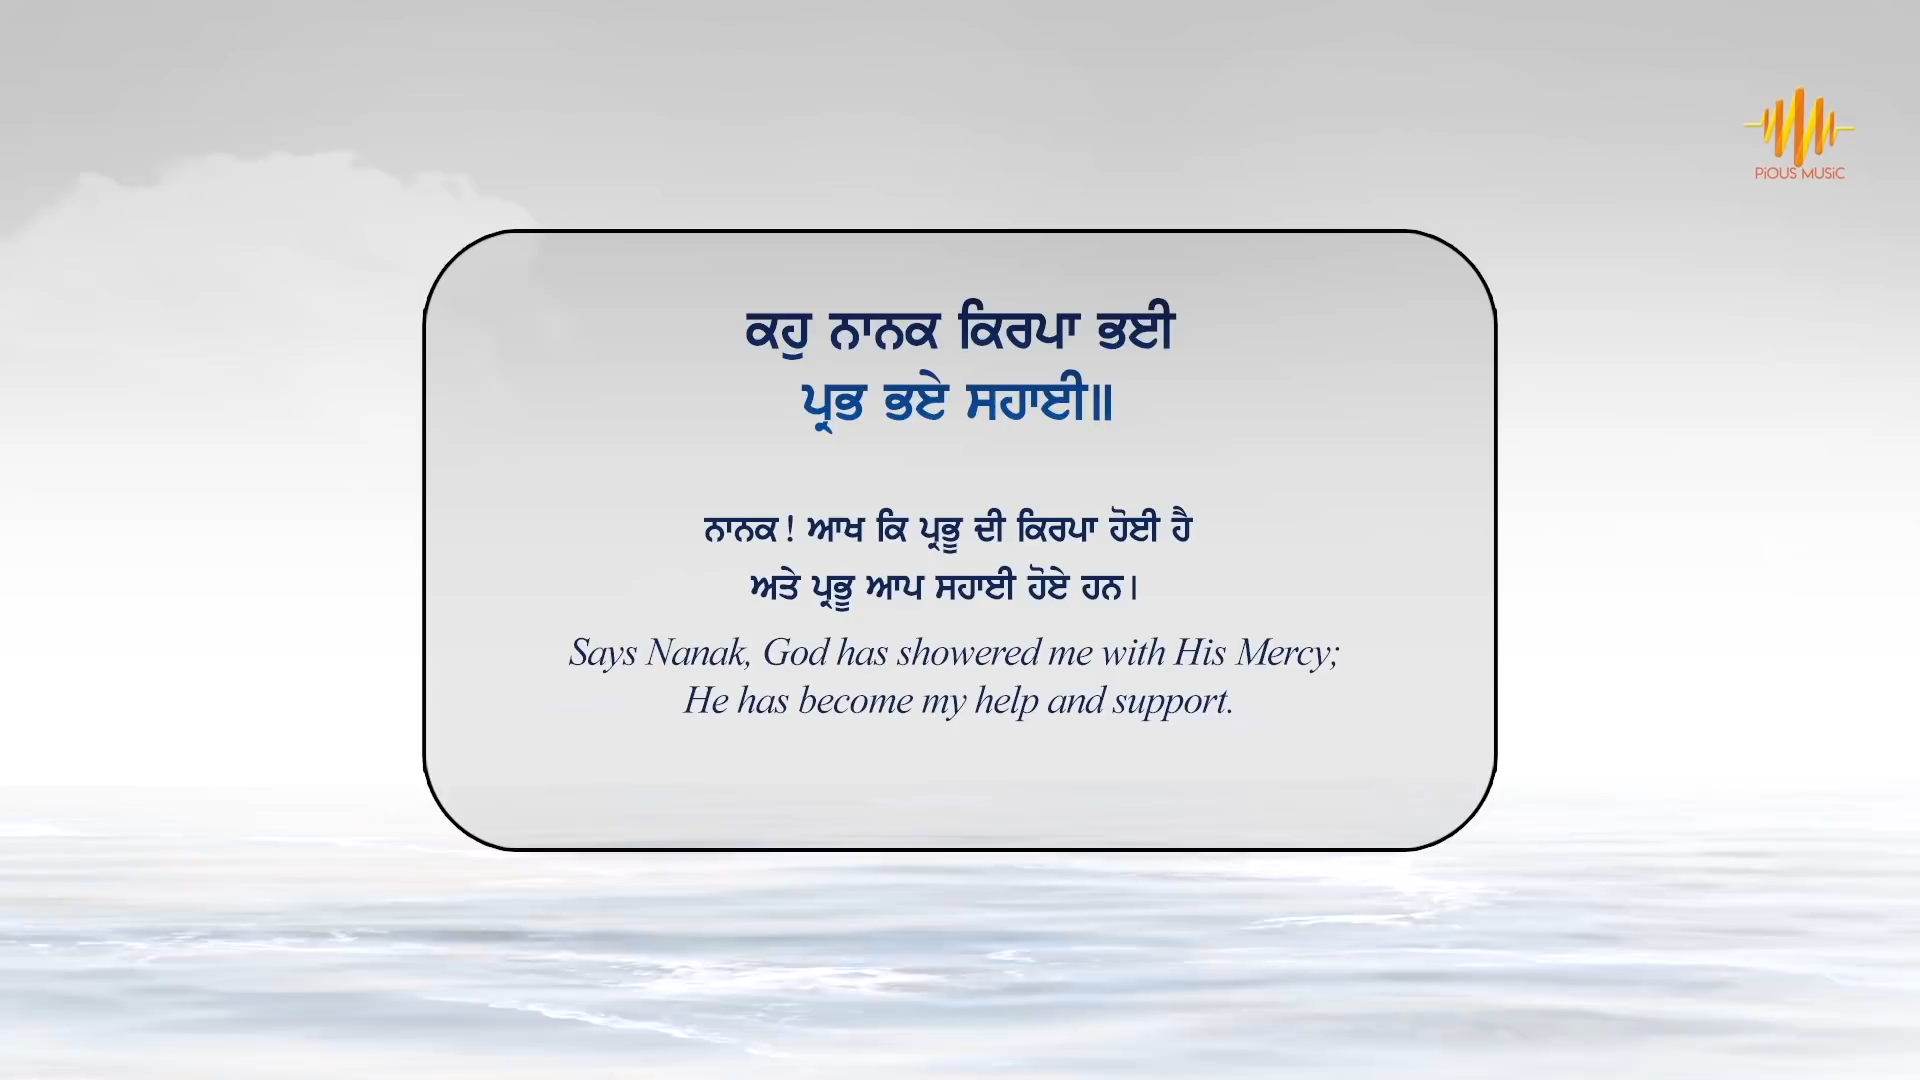 PiOUS MUSiC
ਕਹੁ ਨਾਨਕ ਕਿਰਪਾ ਭਈ
ਪ੍ਰਭ ਭਏ ਸਹਾਈ॥
ਨਾਨਕ! ਆਖ ਕਿ ਪ੍ਰਭੂ ਦੀ ਕਿਰਪਾ ਹੋਈ ਹੈ
ਅਤੇ ਪ੍ਰਭੂ ਆਪ ਸਹਾਈ ਹੋਏ ਹਨ।
Says Nanak, God has showered me with His Mercy;
He has become my help and support.